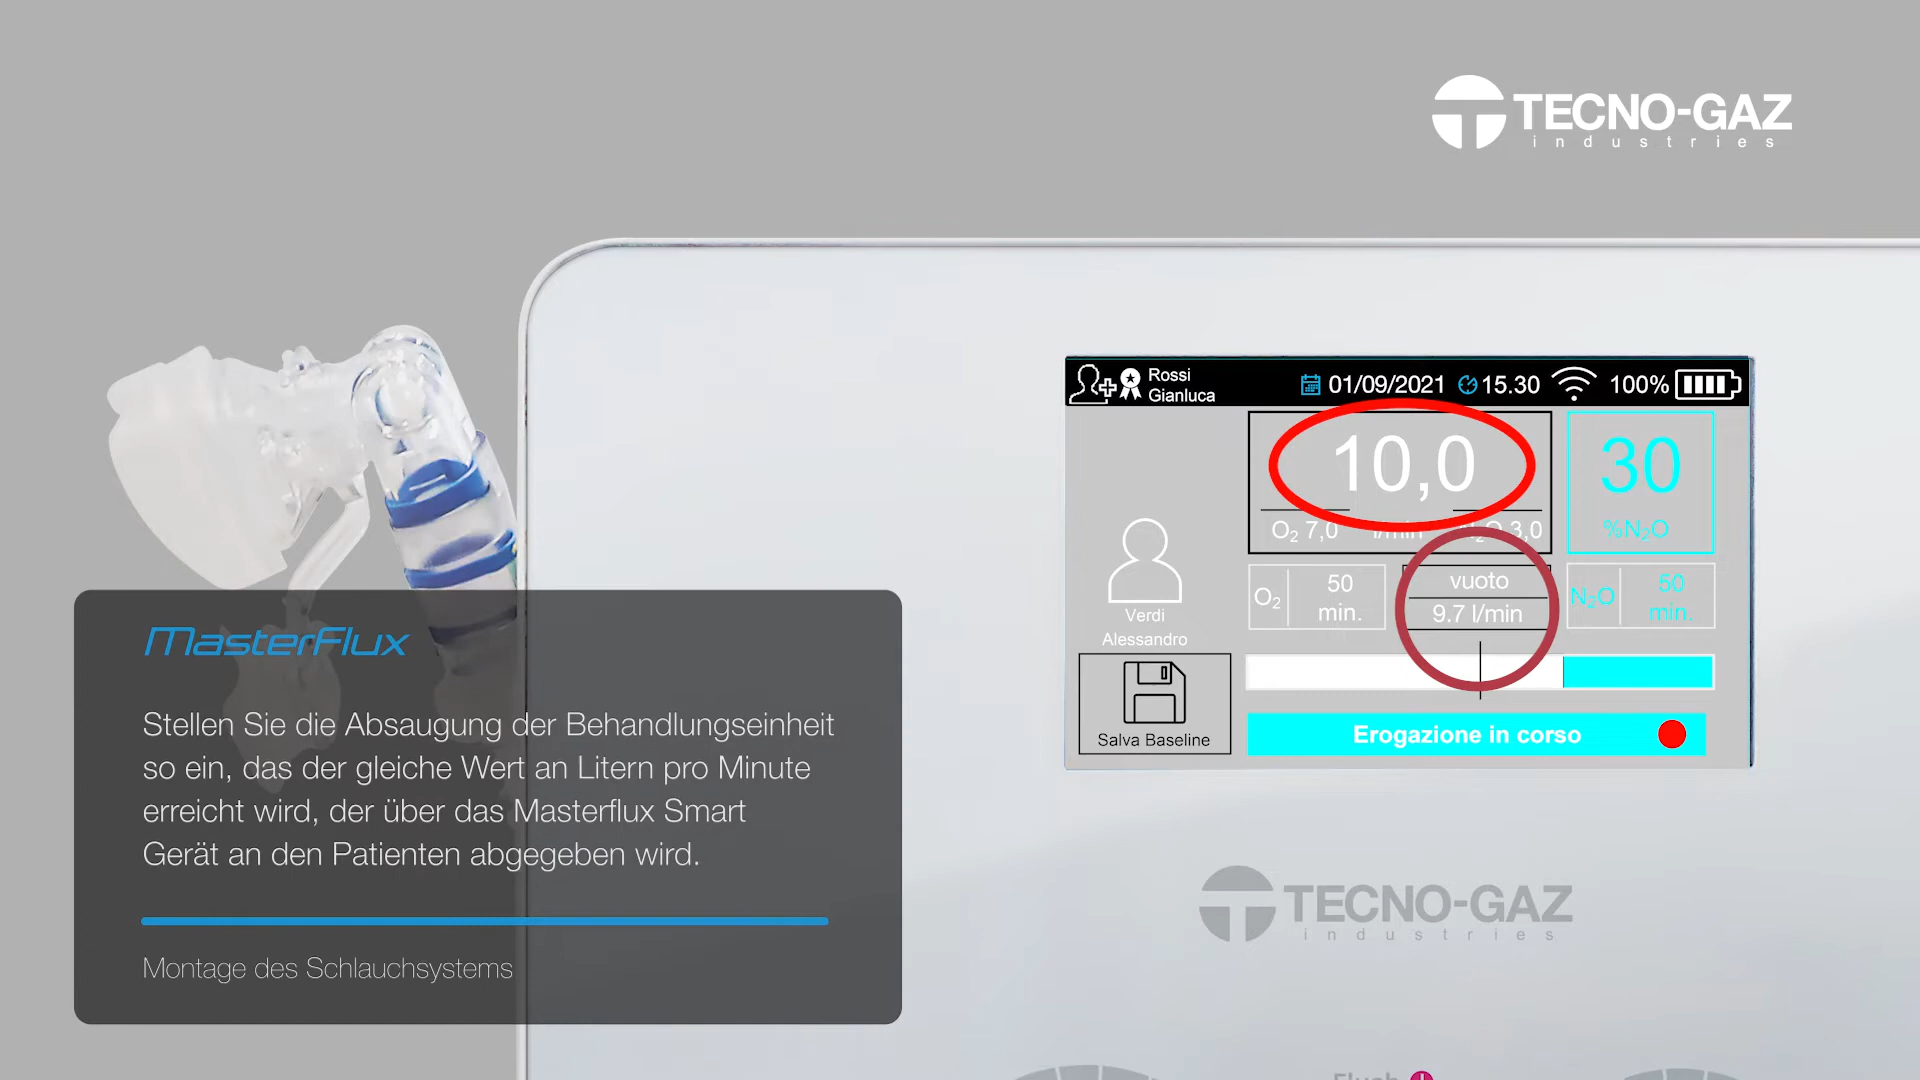 TECNO-GAZ
industries
Rossi
Gianluca
01/09/2021
15.30
100%
10,0
30
O2 7,0
l/min
3,0
%N2O
O2
50
min.
vuoto
9.7 l/min
N2O
50
min.
Verdi
Alessandro
Salva Baseline
Erogazione in corso
MasterFlux
Stellen Sie die Absaugung der Behandlungseinheit
so ein, das der gleiche Wert an Litern pro Minute
erreicht wird, der über das Masterflux Smart
Gerät an den Patienten abgegeben wird.
Montage des Schlauchsystems
TECNO-GAZ
industries